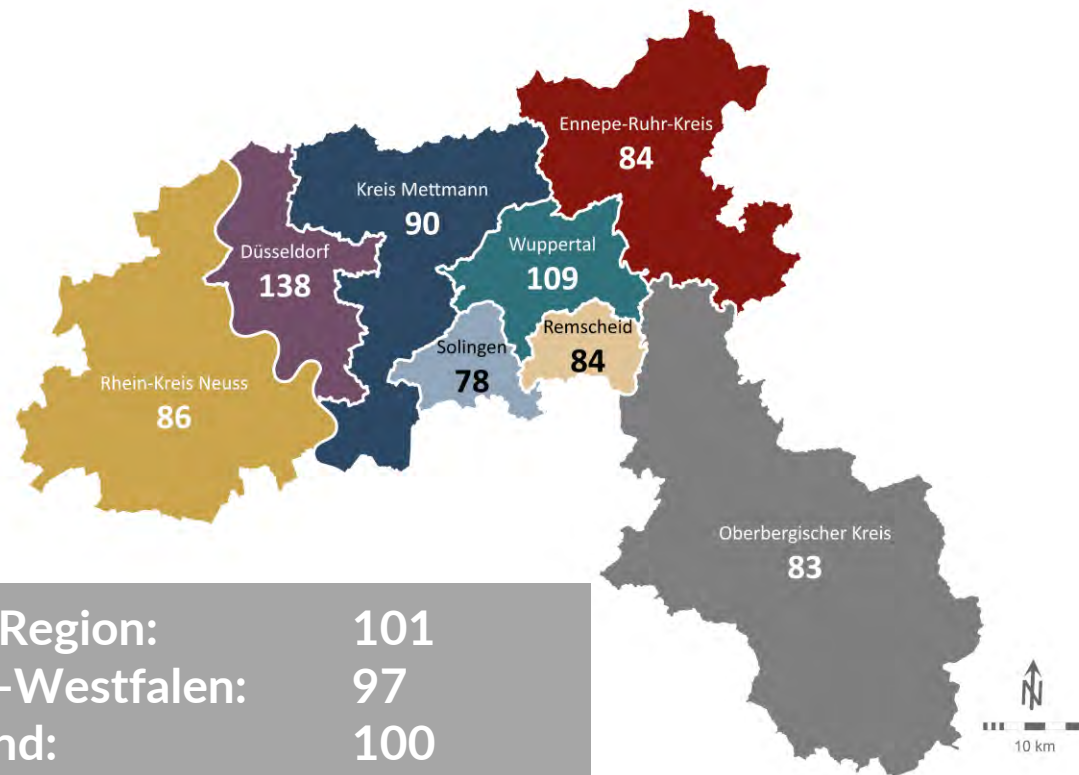 Ennepe-Ruhr-Kreis
84
Kreis Mettmann
90
Düsseldorf
138
Wuppertal
109
Remscheid
84
Solingen
78
Rhein-Kreis Neuss
86
Oberbergischer Kreis
83
Region: 101
-Westfalen: 97
nd: 100
N
10 km